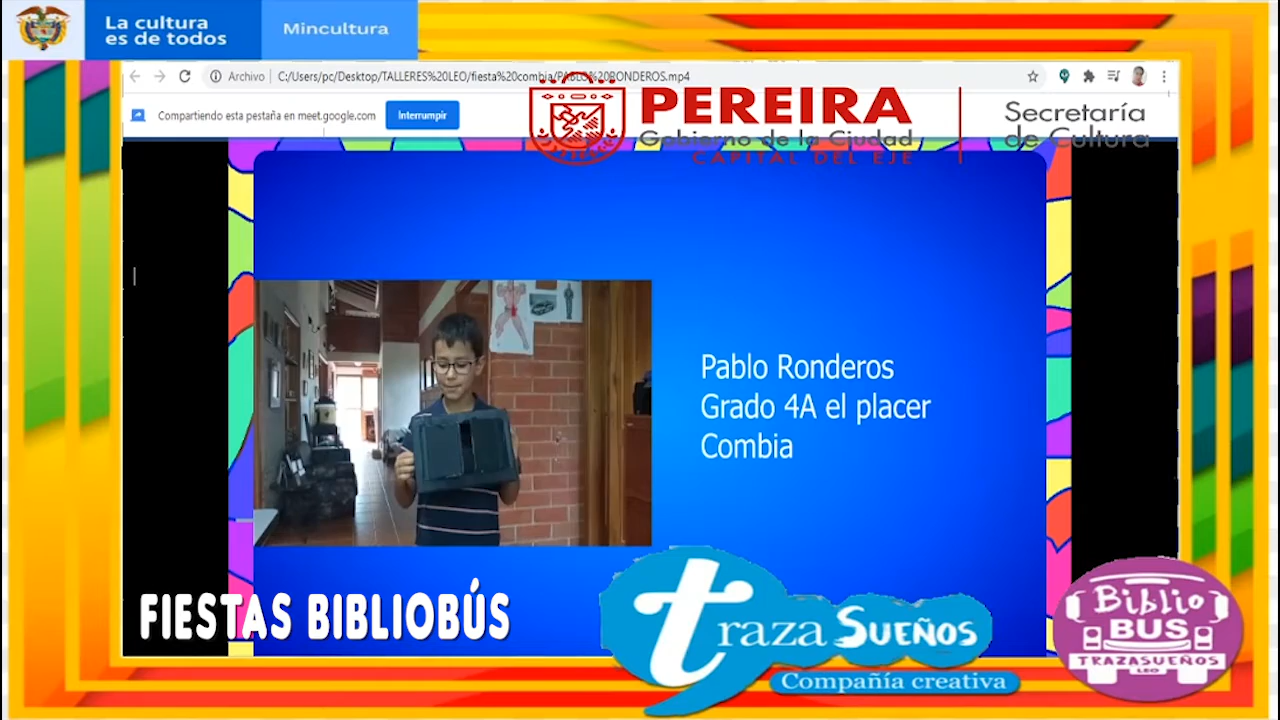 La cultura
es de todos
Mincultura
Archivo
C:/Users/pc/Desktop/TALLERES%20LEO/fiesta%20combia/PABLO%20RONDEROS.mp4
Compartiendo esta pestaña en meet.google.com
Interrumpir
PEREIRA
Gobierno de la Ciudad
CAPITAL DEL EJE
Secretaría
de Cultura
Pablo Ronderos
Grado 4A el placer
Combia
FIESTAS BIBLIOBÚS
traza SUEÑOS
Compañía creativa
Biblio
BUS
TRAZASUEÑOS
LEO